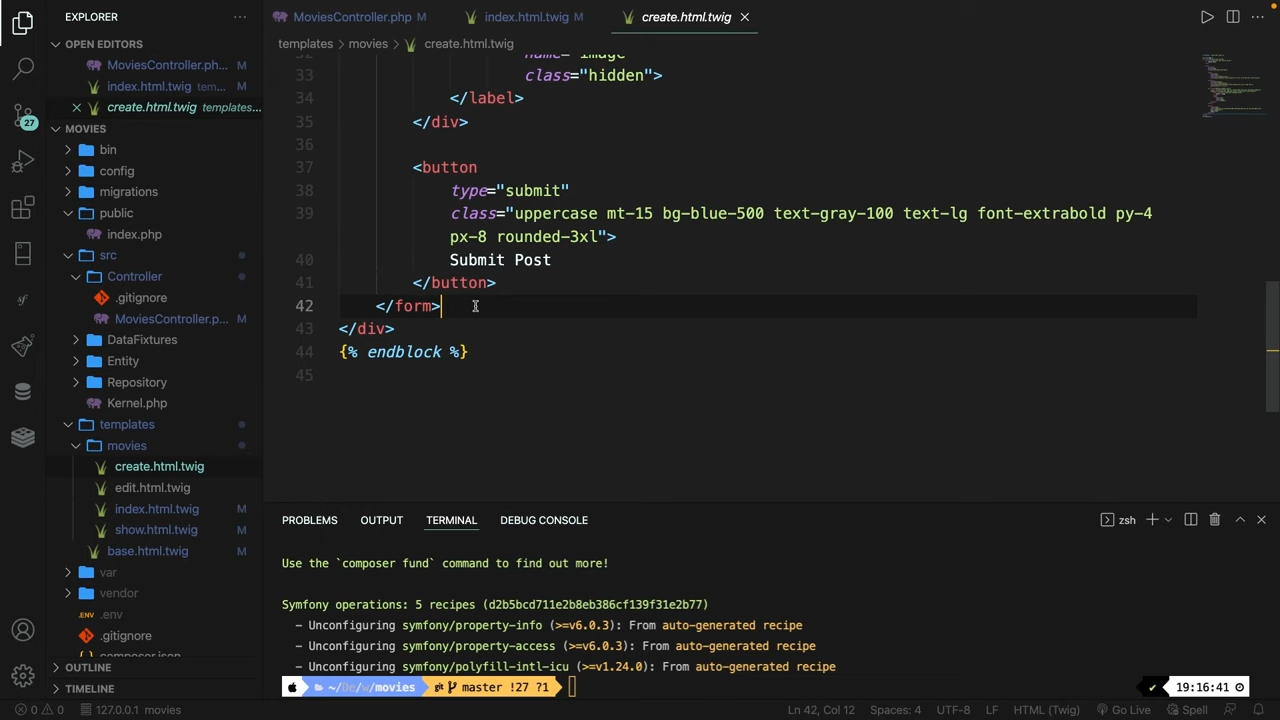 EXPLORER
MoviesController.php M
index.html.twig M
create.html.twig
OPEN EDITORS
MoviesController.ph... M
index.html.twig tem... M
create.html.twig templates...
templates > movies > create.html.twig
MOVIES
bin
config
migrations
public
index.php
src
Controller
.gitignore
MoviesController.p... M
DataFixtures
Entity
Repository
Kernel.php
templates
movies
create.html.twig
edit.html.twig
index.html.twig M
show.html.twig M
base.html.twig M
var
vendor
.env
.gitignore
composer.json
OUTLINE
TIMELINE
27
32 name="image"
33 class="hidden">
34 </label>
35 </div>
36
37 <button
38 type="submit"
39 class="uppercase mt-15 bg-blue-500 text-gray-100 text-lg font-extrabold py-4
px-8 rounded-3xl">
40 Submit Post
41 </button>
42 </form>
43 </div>
44 {% endblock %}
45
PROBLEMS OUTPUT TERMINAL DEBUG CONSOLE
zsh
Use the `composer fund` command to find out more!
Symfony operations: 5 recipes (d2b5bcd711e2b8eb386cf139f31e2b77)
- Unconfiguring symfony/property-info (>=v6.0.3): From auto-generated recipe
- Unconfiguring symfony/property-access (>=v6.0.3): From auto-generated recipe
- Unconfiguring symfony/polyfill-intl-icu (>=v1.24.0): From auto-generated recipe
~/De/w/movies master !27 ?1
19:16:41
0 0 127.0.0.1 movies
Ln 42, Col 12 Spaces: 4 UTF-8 LF HTML (Twig) Go Live Spell